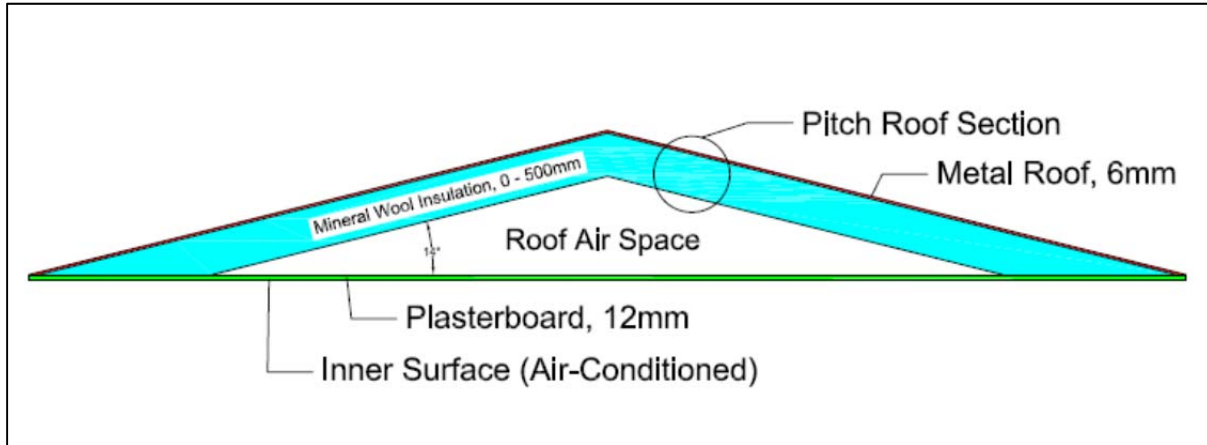 Pitch Roof Section
Metal Roof, 6mm
Mineral Wool Insulation, 0 - 500mm
Roof Air Space
14°
Plasterboard, 12mm
Inner Surface (Air-Conditioned)